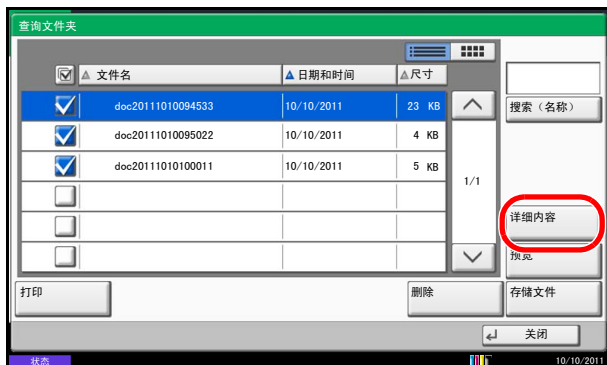 查询文件夹
文件名 日期和时间 尺寸
doc20111010094533 10/10/2011 23 KB
搜索（名称）
doc20111010095022 10/10/2011 4 KB
doc20111010100011 10/10/2011 5 KB
1/1
详细内容
预览
打印 删除 存储文件
关闭
状态 10/10/2011